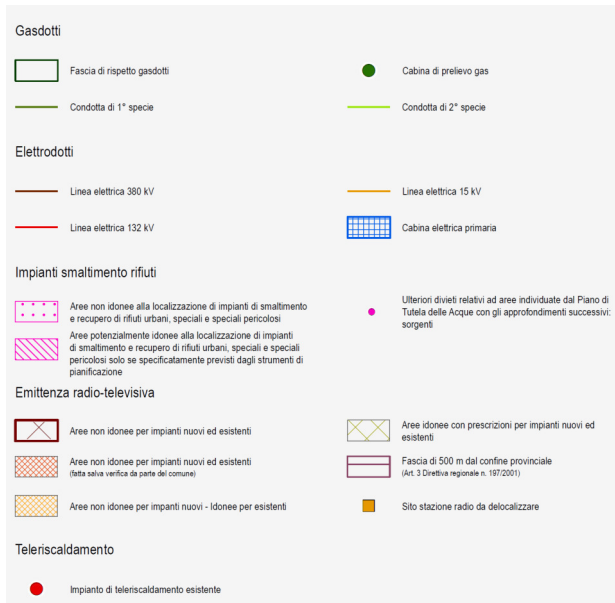 Gasdotti
Fascia di rispetto gasdotti
Cabina di prelievo gas
Condotta di 1° specie
Condotta di 2° specie
Elettrodotti
Linea elettrica 380 kV
Linea elettrica 15 kV
Linea elettrica 132 kV
Cabina elettrica primaria
Impianti smaltimento rifiuti
Aree non idonee alla localizzazione di impianti di smaltimento
e recupero di rifiuti urbani, speciali e speciali pericolosi
Ulteriori divieti relativi ad aree individuate dal Piano di
Tutela delle Acque con gli approfondimenti successivi:
sorgenti
Aree potenzialmente idonee alla localizzazione di impianti
di smaltimento e recupero di rifiuti urbani, speciali e speciali
pericolosi solo se specificatamente previsti dagli strumenti di
pianificazione
Emittenza radio-televisiva
Aree non idonee per impianti nuovi ed esistenti
Aree idonee con prescrizioni per impianti nuovi ed
esistenti
Aree non idonee per impianti nuovi ed esistenti
(fatta salva verifica da parte del comune)
Fascia di 500 m dal confine provinciale
(Art. 3 Direttiva regionale n. 197/2001)
Aree non idonee per impanti nuovi - Idonee per esistenti
Sito stazione radio da delocalizzare
Teleriscaldamento
Impianto di teleriscaldamento esistente